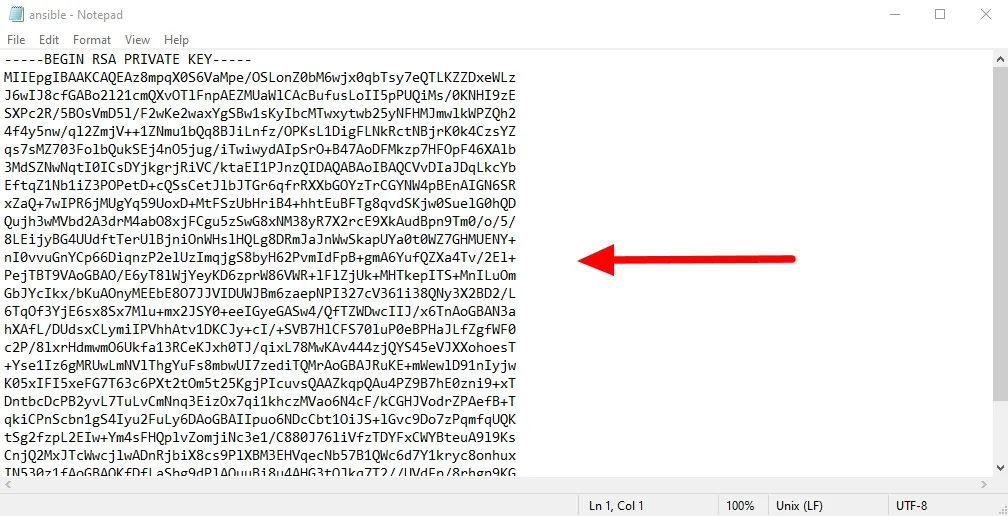 ansible - Notepad
File Edit Format View Help
-----BEGIN RSA PRIVATE KEY-----
MIIEpgIBAAKCAQEAz8mpqX0S6VaMpe/OSLonZ0bM6wjx0qbTsy7eQTLKZZDxeWLz
J6wIJ8cfGABo2l21cmQXvOTlFnpAEZMUaWlCAcBufusLoII5pPUQiMs/0KNHI9zE
SXPc2R/5BOsVmD5l/F2wKe2waxYgSBw1sKyIbcMTwxytwb25yNFHMJmwlkWPZQh2
4f4y5nw/ql2ZmjV++1ZNmu1bQq8BJiLnfz/OPKsL1DigFLNkRctNBjrK0k4CzsYZ
qs7sMZ703FolbQukSEj4nO5jug/iTwiwydAIpSrO+B47AoDFMkzp7HFOpF46XAlb
3MdSZNwNqtI0ICsDYjkgrjRiVC/ktaEI1PJnzQIDAQABAoIBAQCVvDIaJDqLkcYb
EftqZ1Nb1iZ3POPetD+cQSsCetJlbJTGr6qfrRXXbGOYzTrCGYNW4pBEnAIGN6SR
xZaQ+7wIPR6jMUgYq59UoxD+MtFSzUbHriB4+hhtEuBFTg8qvdSKjw0SuelG0hQD
Qujh3wMVbd2A3drM4abO8xjFCgu5zSwG8xNM38yR7X2rcE9XkAudBpn9Tm0/o/5/
8LEijyBG4UUdftTerUlBjniOnWHslHQLg8DRmJaJnWwSkapUYa0t0WZ7GHMUENY+
nI0vvuGnYCp66DiqnzP2elUzImqjgS8byH62PvmIdFpB+gmA6YufQZXa4Tv/2El+
PejTBT9VAoGBAO/E6yT8lWjYeyKD6zprW86VWR+lFlZjUk+MHTkepITS+MnILuOm
GbJYcIkx/bKuAOnyMEEbE8O7JJVIDUWJBm6zaepNPI327cV361i38QNy3X2BD2/L
6TqOf3YjE6sx8Sx7Mlu+mx2JSY0+eeIGyeGASw4/QfTZWDwcIIJ/x6TnAoGBAN3a
hXAfL/DUdsxCLymiIPVhhAtv1DKCJy+cI/+SVB7HlCFS70luP0eBPHaJLfZgfWF0
c2P/8lxrHdmwmO6Ukfa13RCeKJxh0TJ/qixL78MwKAv444zjQYS45eVJXXohoesT
+Yse1Iz6gMRUwLmNVlThgYuFs8mbwUI7zediTQMrAoGBAJRuKE+mWewlD91nIyjw
K05xIFI5xeFG7T63c6PXt2tOm5t25KgjPIcuvsQAAZkqpQAu4PZ9B7hE0zni9+xT
DntbcDcPB2yvL7TuLvCmNnq3EizOx7qi1khczMVao6N4cF/kCGHJVodrZPAefB+T
qkiCPnScbn1gS4Iyu2FuLy6DAoGBAIIpuo6NDcCbt1OiJS+lGvc9Do7zPqmfqUQK
tSg2fzpL2EIw+Ym4sFHQplvZomjiNc3e1/C880J76liVfzTDYFxCWYBteuA9l9Ks
CnjQ2MxJTcWwcjlwADnRjbiX8cs9PlXBM3EHVqecNb57B1QWc6d7Y1kryc8onhux
Ln 1, Col 1 100% Unix (LF) UTF-8